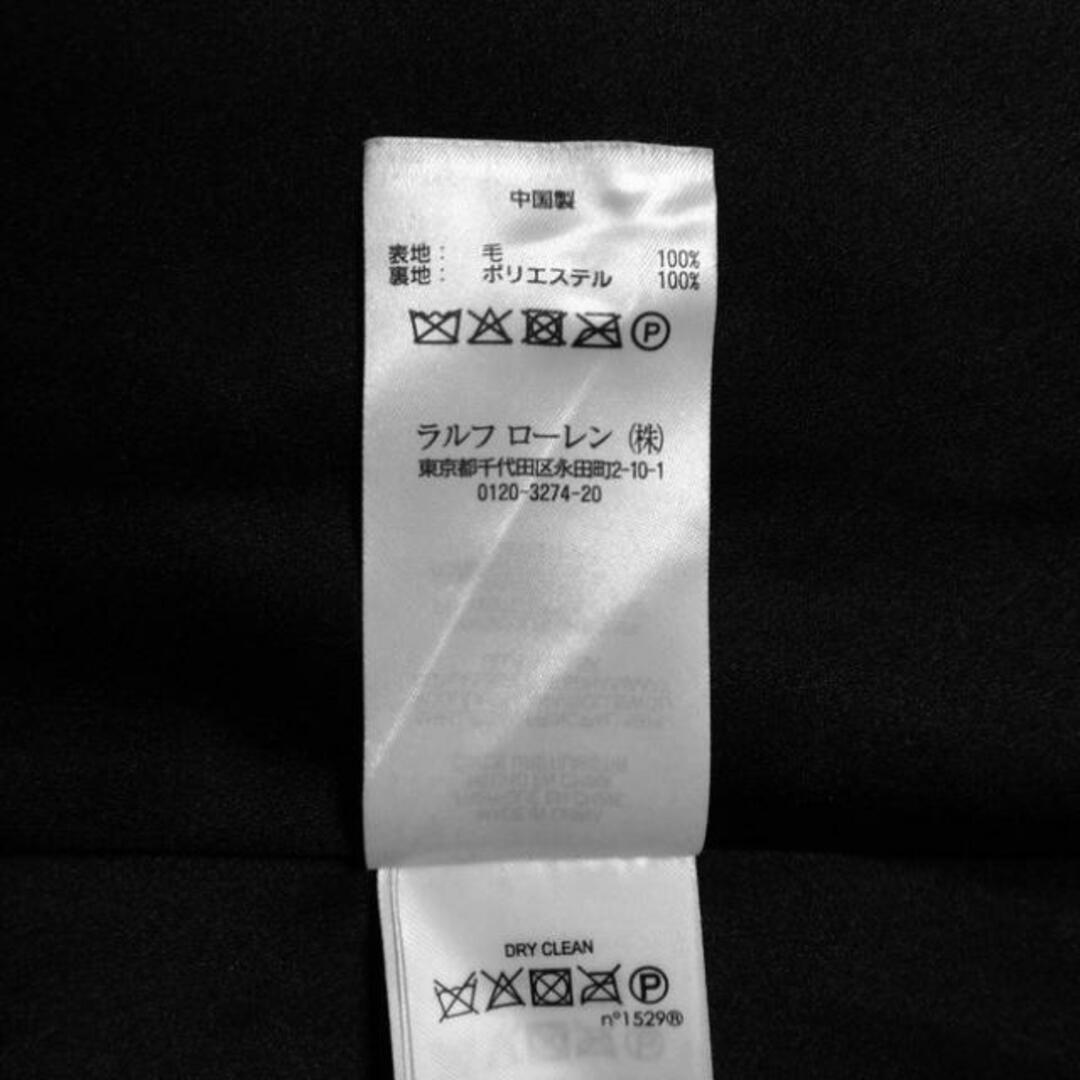 中国製
表地： 毛 100%
裏地： ポリエステル 100%
P
ラルフ ローレン ㈱
東京都千代田区永田町2-10-1
0120-3274-20
DRY CLEAN
P
n°1529®